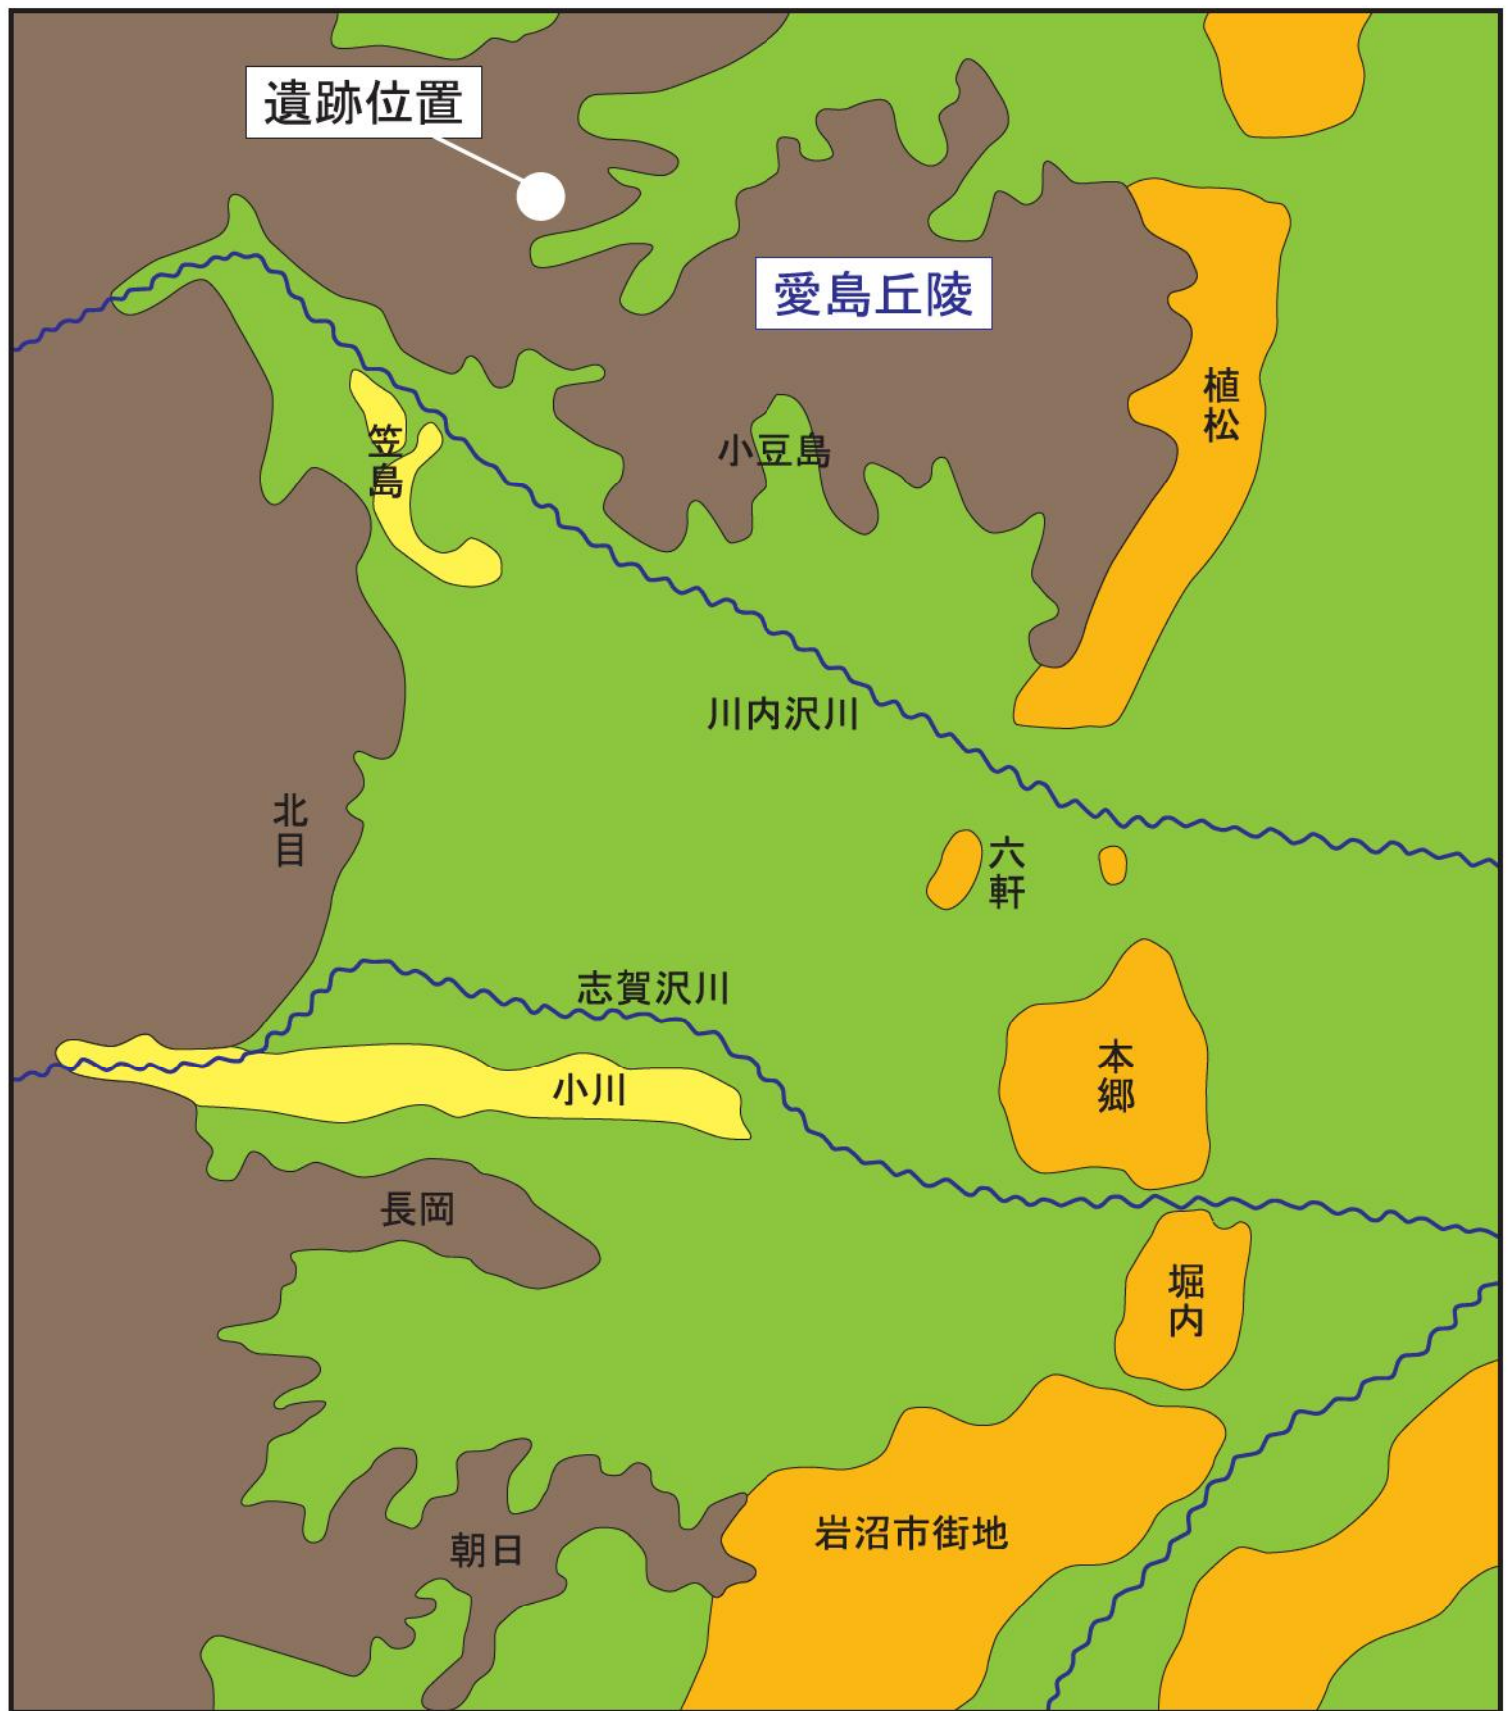 遺跡位置
愛島丘陵
植松
笠島
小豆島
川内沢川
北目
六軒
志賀沢川
本郷
小川
長岡
堀内
岩沼市街地
朝日